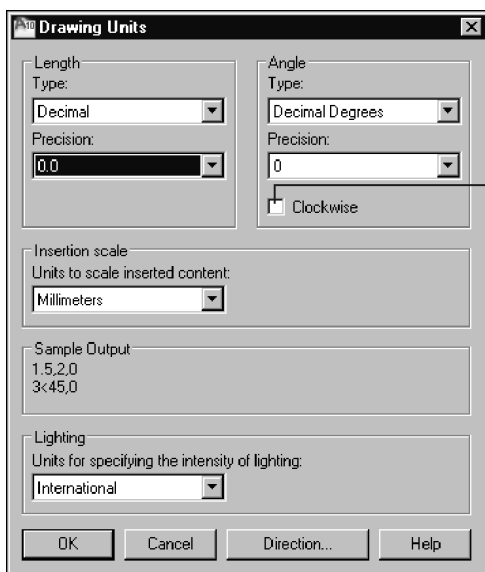 Drawing Units
Length
Type:
Decimal
Precision:
0.0
Angle
Type:
Decimal Degrees
Precision:
0
Clockwise
Insertion scale
Units to scale inserted content:
Millimeters
Sample Output
1.5,2,0
3<45,0
Lighting
Units for specifying the intensity of lighting:
International
OK Cancel Direction... Help